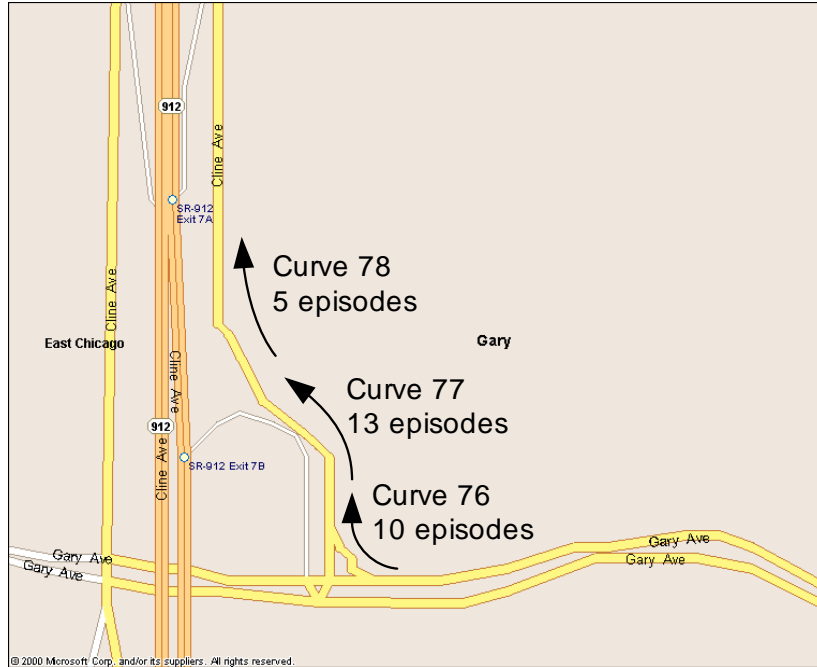 912
Cline Ave
SR-912
Exit 7A
Cline Ave
Curve 78
5 episodes
East Chicago
Gary
Cline Ave
Curve 77
13 episodes
912
Cline Ave
SR-912 Exit 7B
Curve 76
10 episodes
Gary Ave
Gary Ave
Gary Ave
Gary Ave
© 2000 Microsoft Corp. and/or its suppliers. All rights reserved.